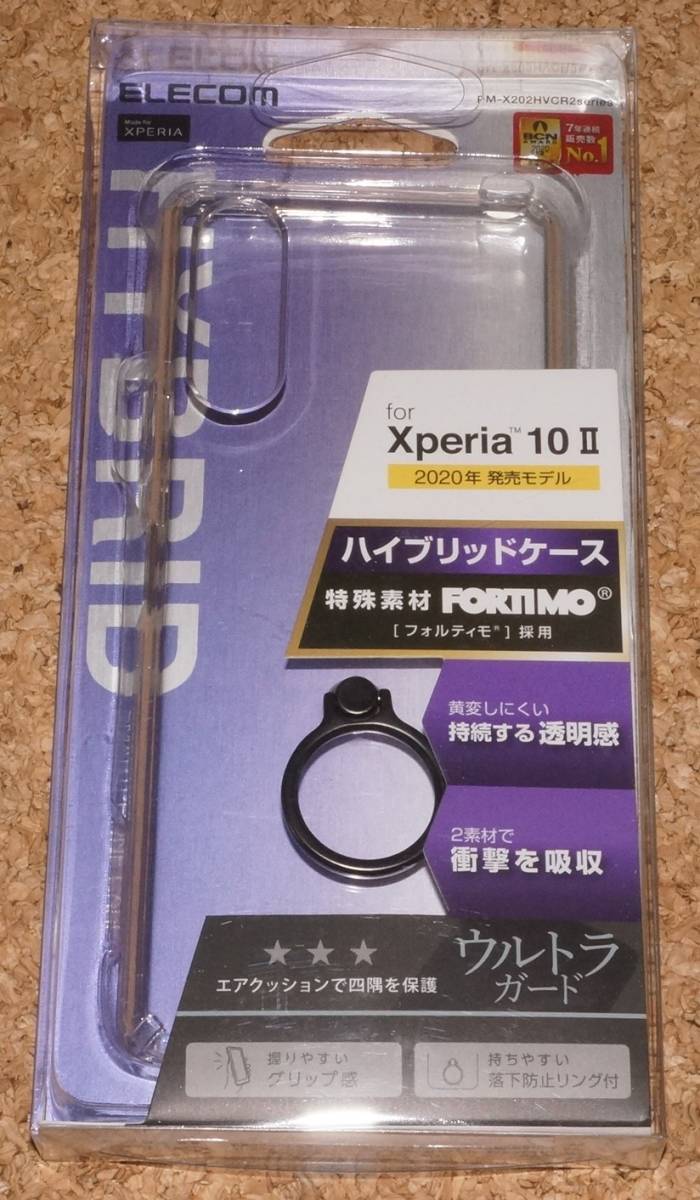 ELECOM
PM-X202HVCR2series
Made for
XPERIA
BCN
AWARD
2020
7年連続
販売数
No.1
HYBRID
for
Xperia™ 10 II
2020年 発売モデル
ハイブリッドケース
特殊素材 FORTIMO®
[フォルティモ®] 採用
黄変しにくい
持続する透明感
2素材で
衝撃を吸収
★★★
エアクッションで四隅を保護
ウルトラ
ガード
握りやすい
グリップ感
持ちやすい
落下防止リング付